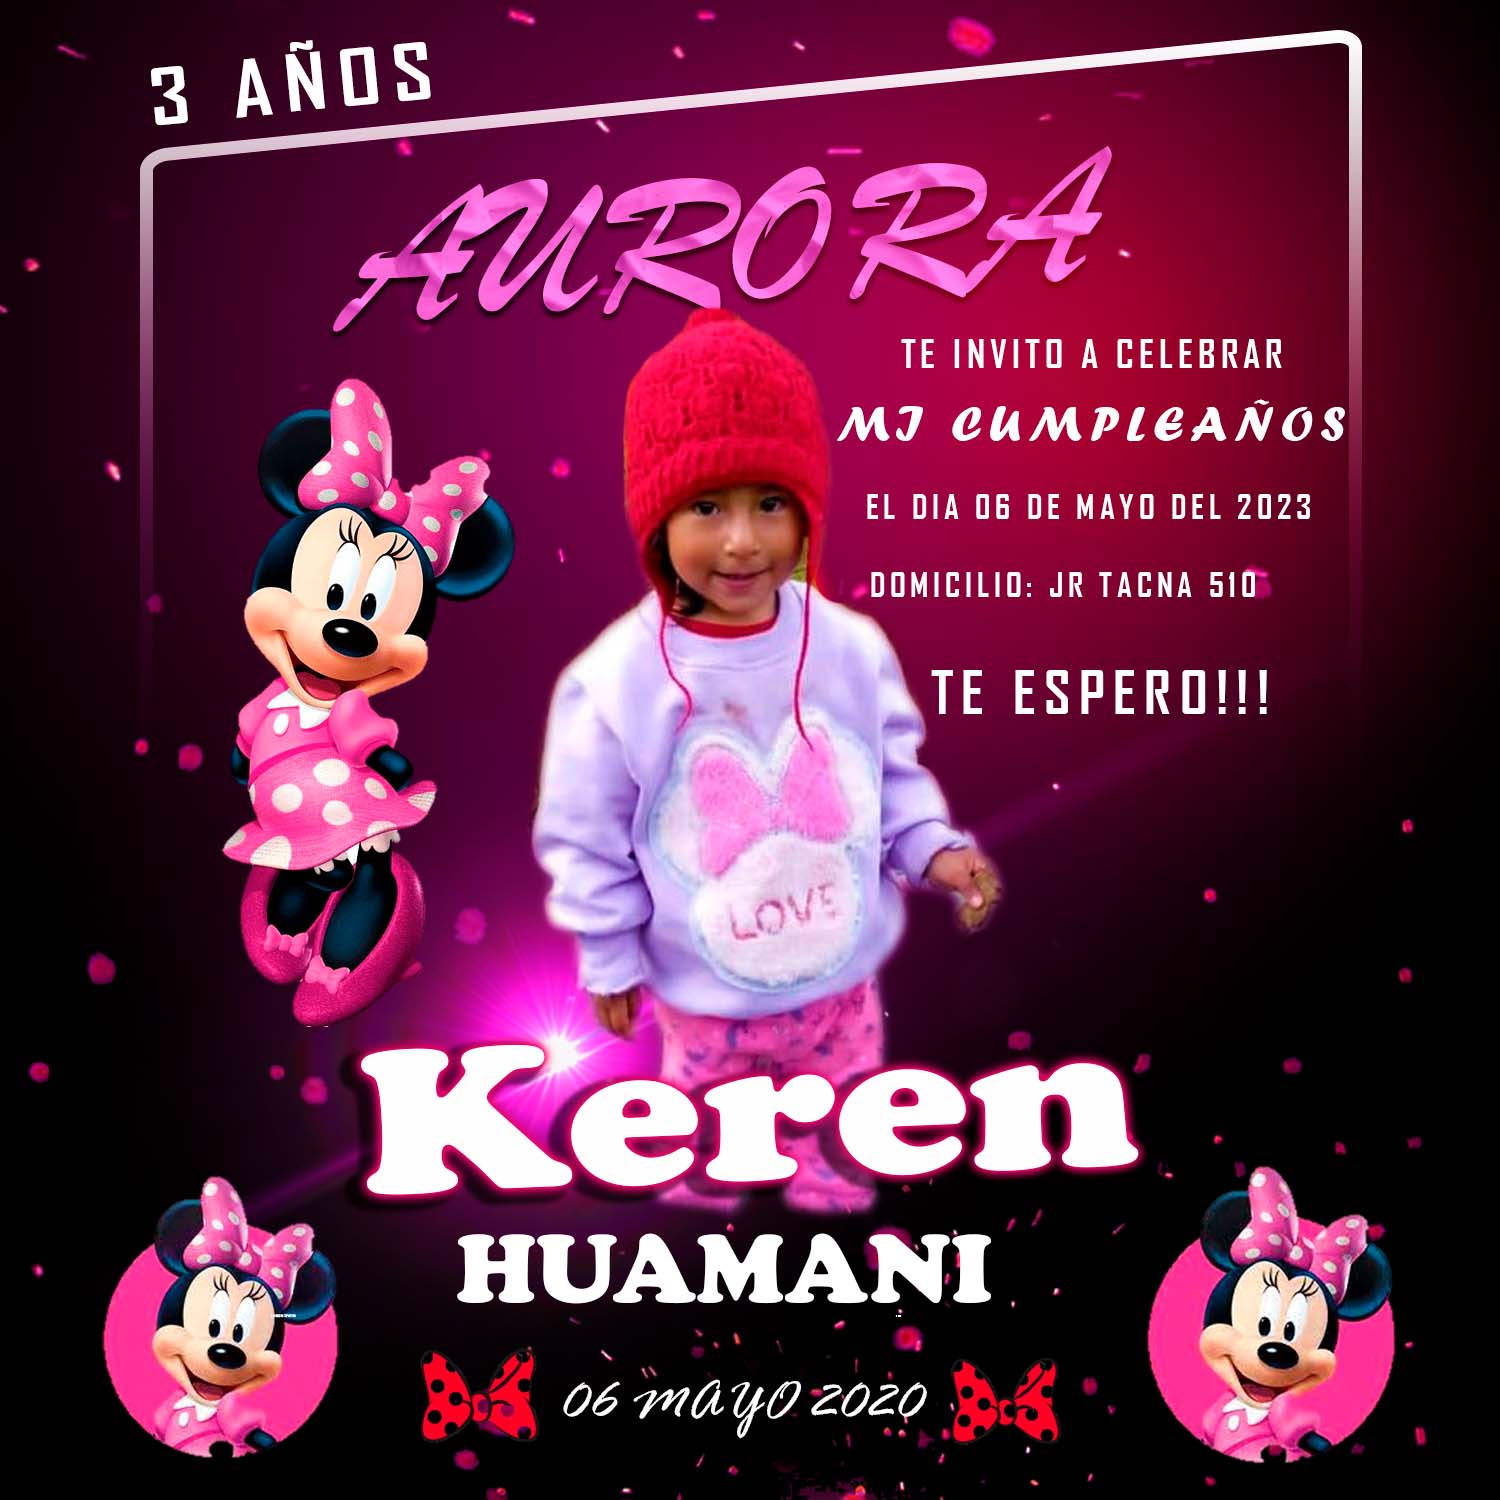 3 AÑOS
AURORA
TE INVITO A CELEBRAR
MI CUMPLEAÑOS
EL DIA 06 DE MAYO DEL 2023
DOMICILIO: JR TACNA 510
TE ESPERO!!!
LOVE
Keren
HUAMANI
06 MAYO 2020